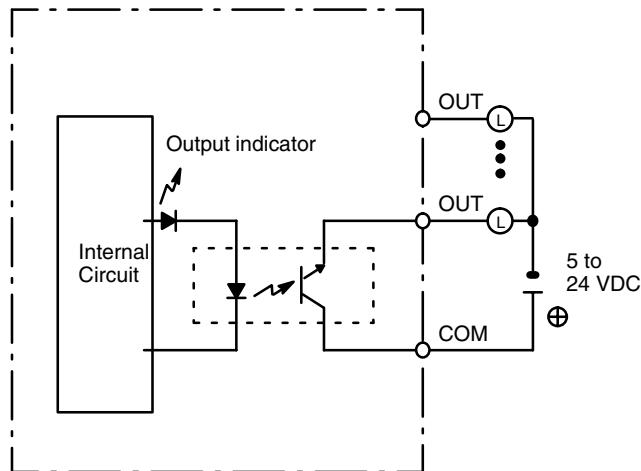 OUT
L
Output indicator
OUT
L
Internal
Circuit
5 to
24 VDC
COM